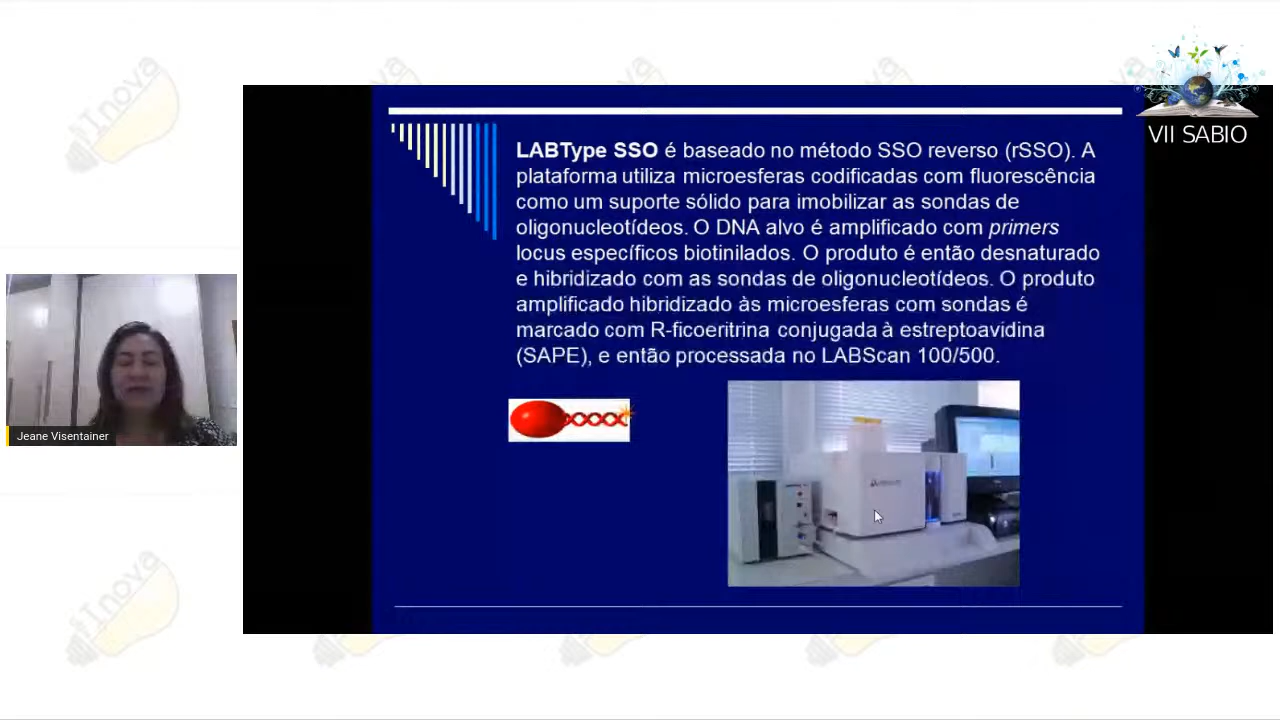 VII SABIO
LABType SSO é baseado no método SSO reverso (rSSO). A
plataforma utiliza microesferas codificadas com fluorescência
como um suporte sólido para imobilizar as sondas de
oligonucleotídeos. O DNA alvo é amplificado com primers
locus específicos biotinilados. O produto é então desnaturado
e hibridizado com as sondas de oligonucleotídeos. O produto
amplificado hibridizado às microesferas com sondas é
marcado com R-ficoeritrina conjugada à estreptoavidina
(SAPE), e então processada no LABScan 100/500.
Jeane Visentainer